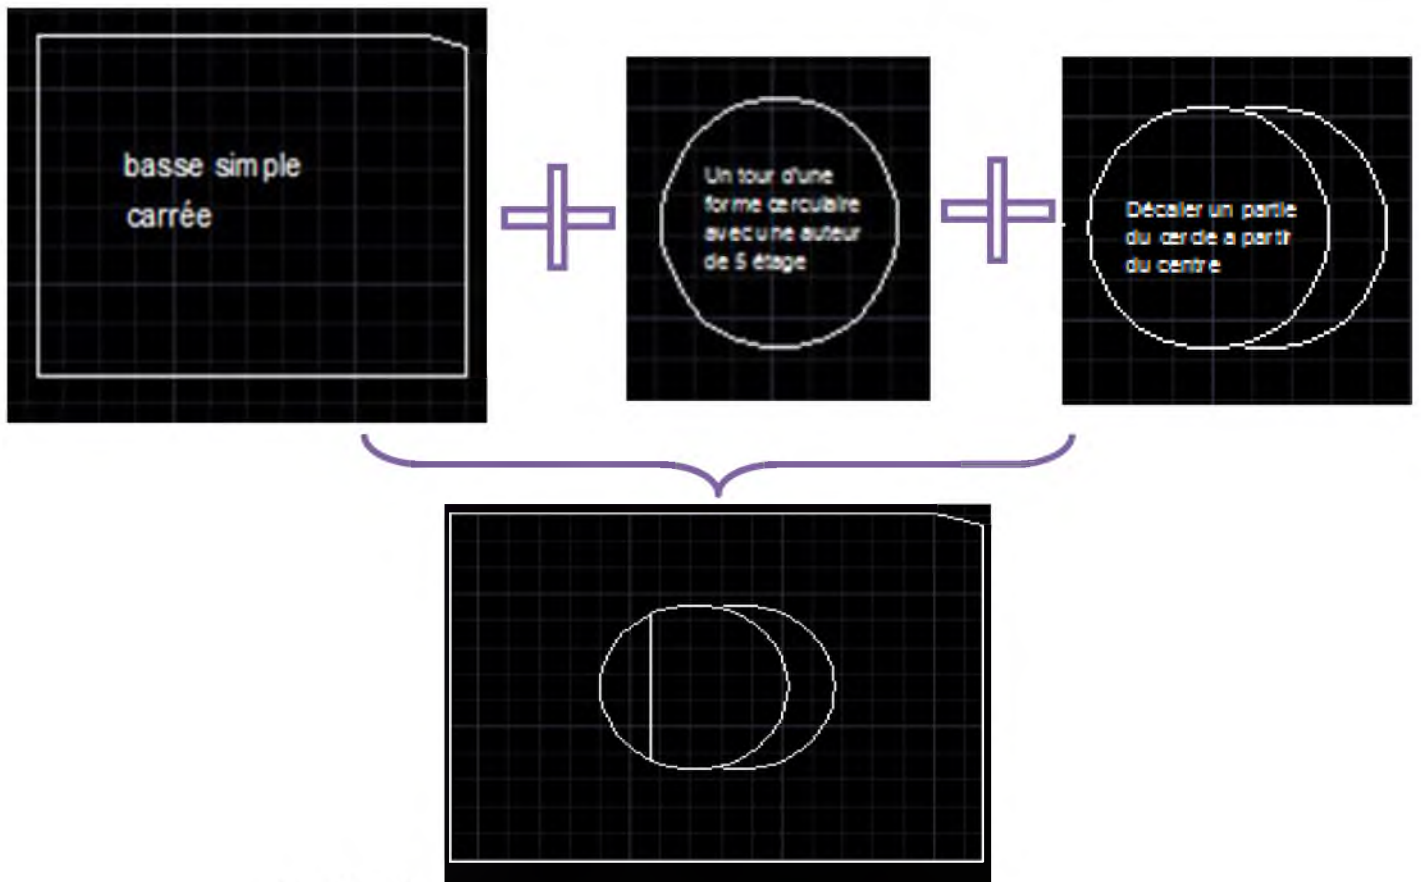 basse simple
carrée
Un tour d'une
forme cerculaire
avec une auteur
de 5 étage
Décaler un partie
du cercle a partir
du centre